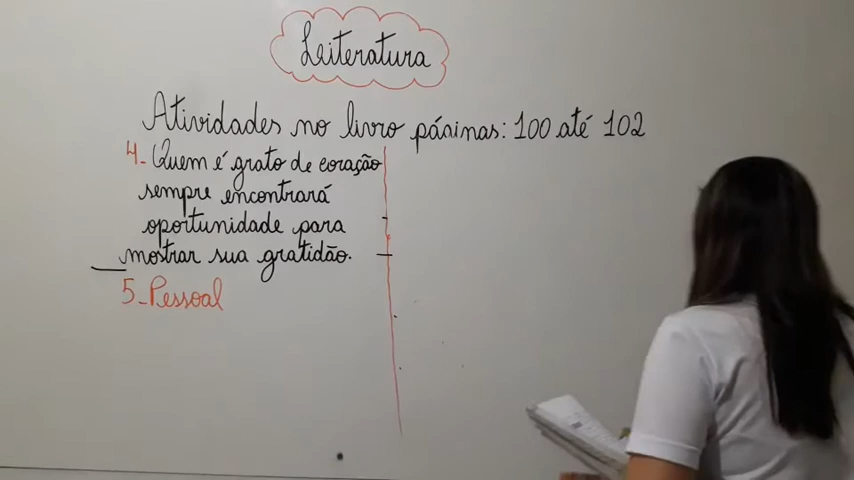 Leiteratura
Atividades no livro páginas: 100 até 102
4- Quem é grato de coração
sempre encontrará
oportunidade para
mostrar sua gratidão.
5- Pessoal